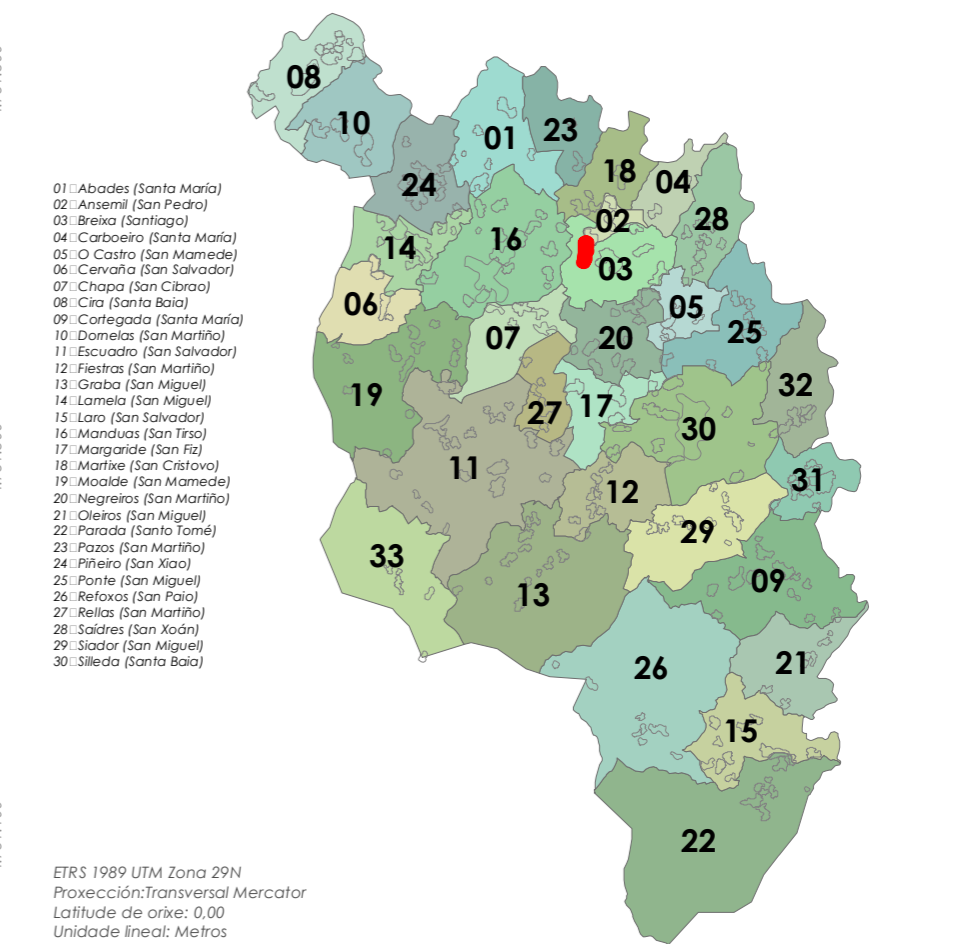 08
10
01
23
18
04
24
02
28
16
14
03
06
05
07
20
25
19
27
17
32
30
11
12
31
29
33
13
09
26
21
15
22
01 Abades (Santa María)
02 Ansemil (San Pedro)
03 Breixa (Santiago)
04 Carboeiro (Santa María)
05 O Castro (San Mamede)
06 Cervaña (San Salvador)
07 Chapa (San Cibrao)
08 Cira (Santa Baia)
09 Cortegada (Santa María)
10 Dornelas (San Martiño)
11 Escuadro (San Salvador)
12 Fiestras (San Martiño)
13 Graba (San Miguel)
14 Lamela (San Miguel)
15 Laro (San Salvador)
16 Manduas (San Tirso)
17 Margaride (San Fiz)
18 Martixe (San Cristovo)
19 Moalde (San Mamede)
20 Negreiros (San Martiño)
21 Oleiros (San Miguel)
22 Parada (Santo Tomé)
23 Pazos (San Martiño)
24 Piñeiro (San Xiao)
25 Ponte (San Miguel)
26 Refoxos (San Paio)
27 Rellas (San Martiño)
28 Saídres (San Xoán)
29 Siador (San Miguel)
30 Silleda (Santa Baia)
ETRS 1989 UTM Zona 29N
Proxección:Transversal Mercator
Latitude de orixe: 0,00
Unidade lineal: Metros